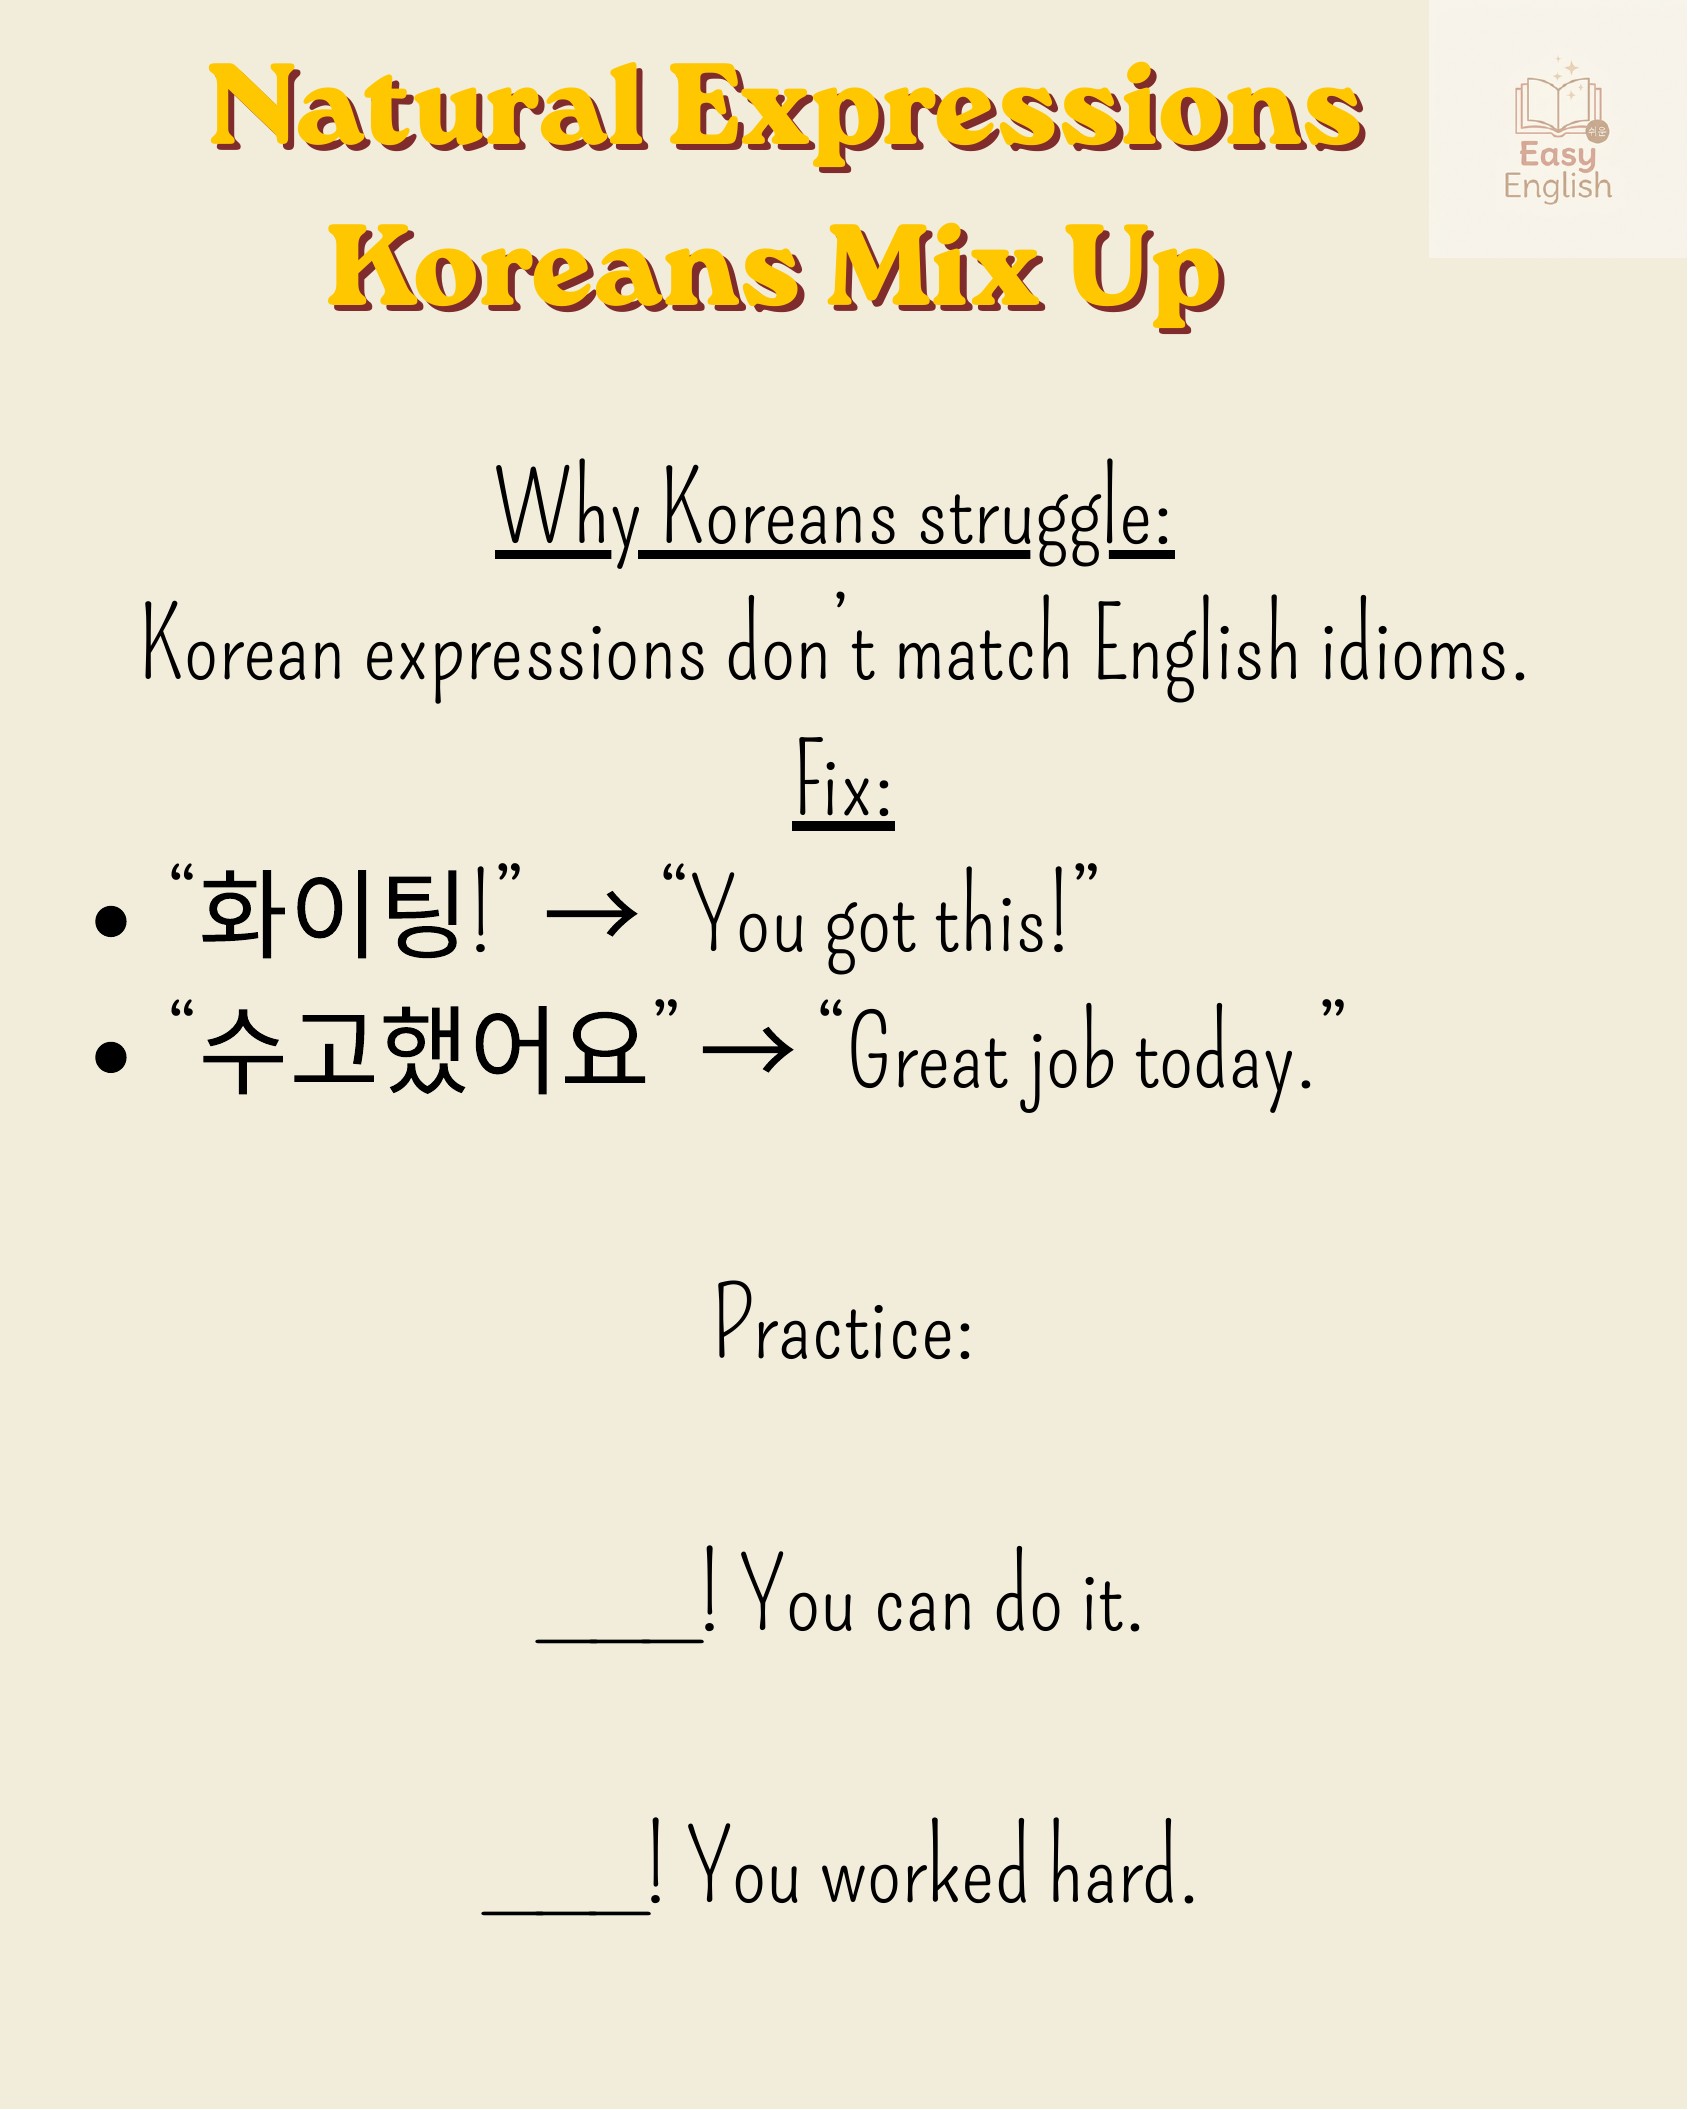 Natural Expressions
Koreans Mix Up
쉬운
Easy
English
Why Koreans struggle:
Korean expressions don’t match English idioms.
Fix:
• “화이팅!” → “You got this!”
• “수고했어요” → “Great job today.”
Practice:
____! You can do it.
____! You worked hard.